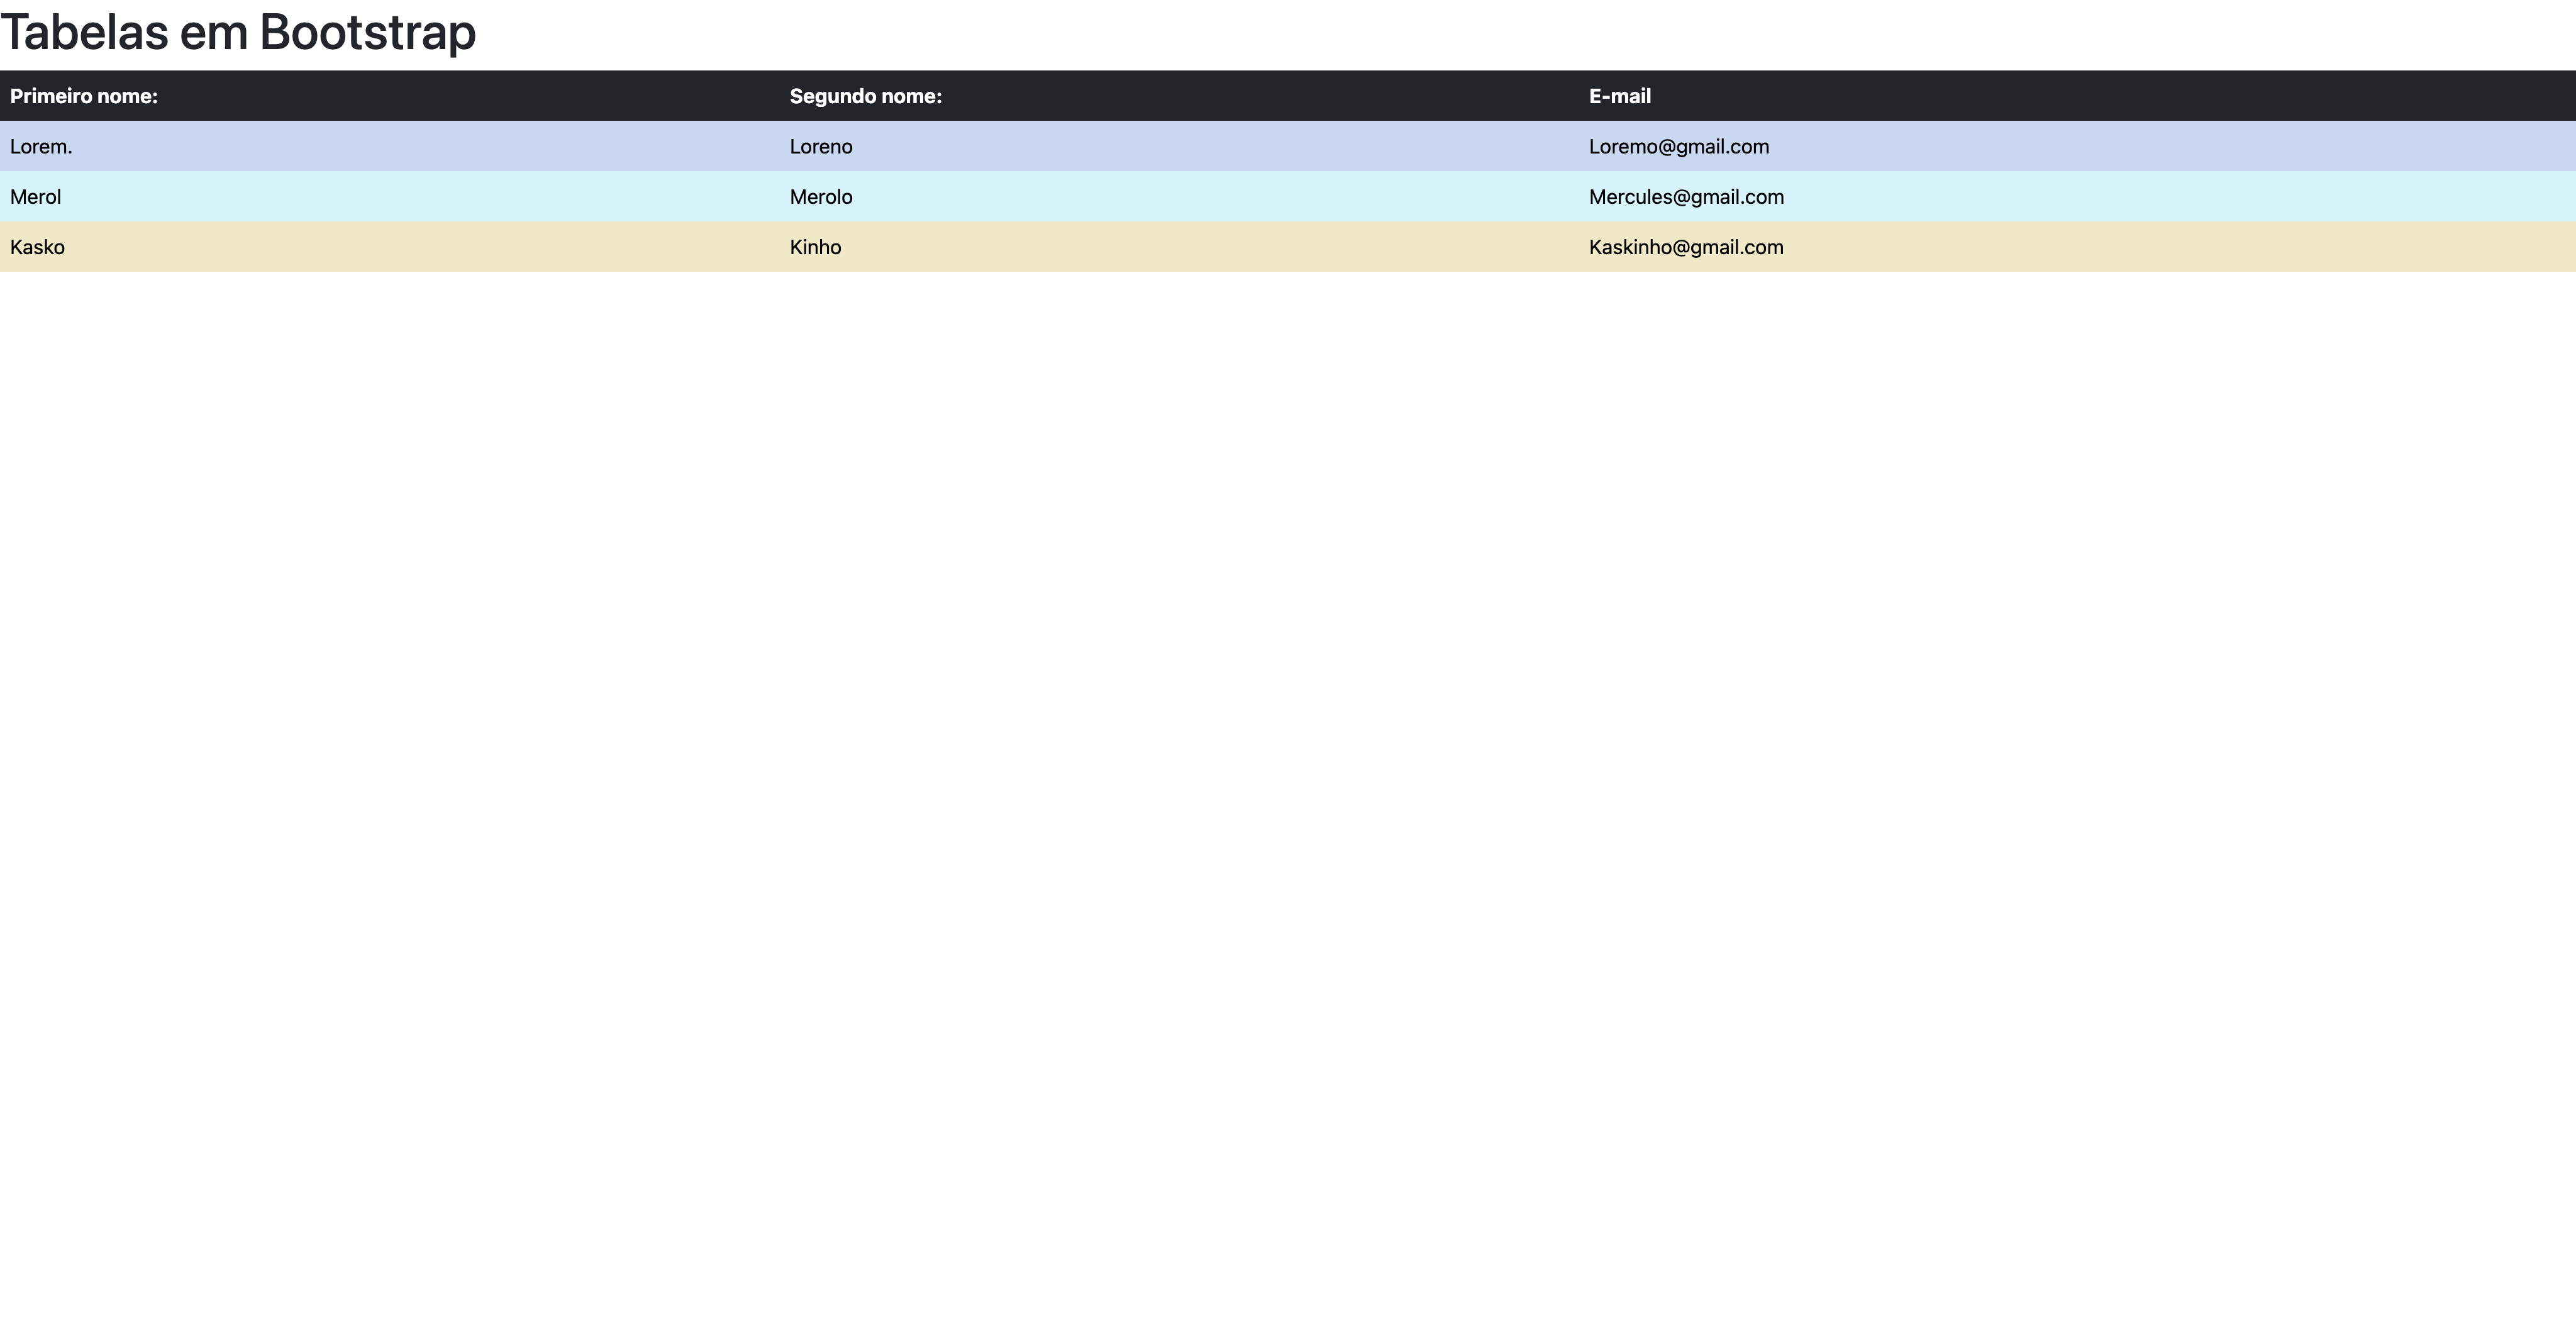 Tabelas em Bootstrap
Primeiro nome: Segundo nome: E-mail
Lorem. Loreno Loremo@gmail.com
Merol Merolo Mercules@gmail.com
Kasko Kinho Kaskinho@gmail.com